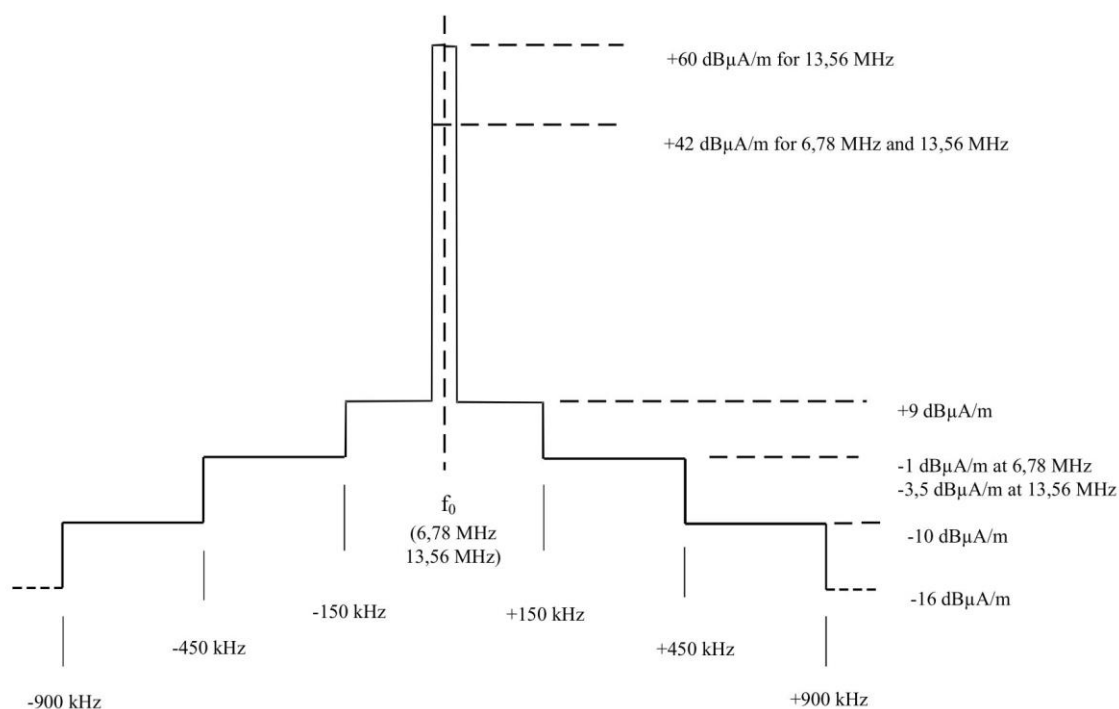 +60 dBµA/m for 13,56 MHz
+42 dBµA/m for 6,78 MHz and 13,56 MHz
+9 dBµA/m
-1 dBµA/m at 6,78 MHz
-3,5 dBµA/m at 13,56 MHz
f₀
(6,78 MHz
13,56 MHz)
-10 dBµA/m
-16 dBµA/m
-150 kHz
+150 kHz
-450 kHz
+450 kHz
-900 kHz
+900 kHz